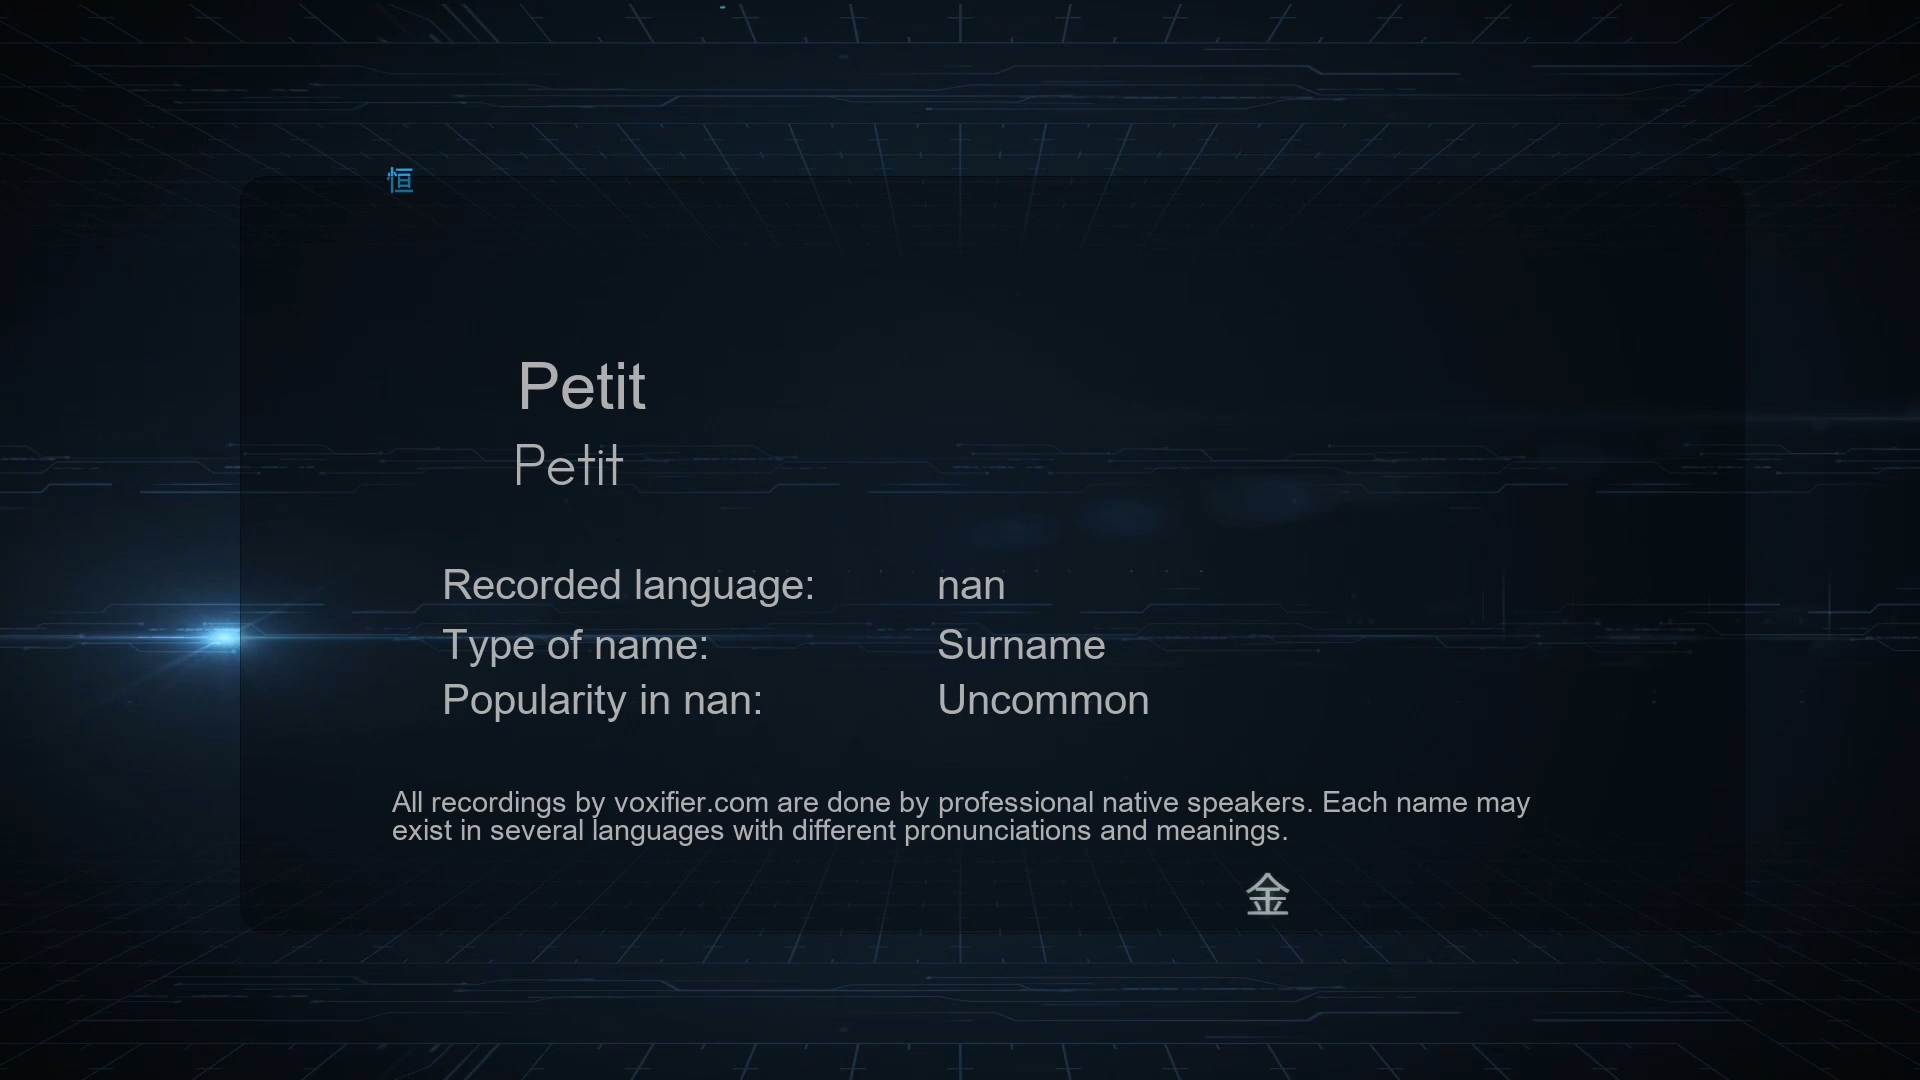 恒
Petit
Petit
Recorded language: nan
Type of name: Surname
Popularity in nan: Uncommon
All recordings by voxifier.com are done by professional native speakers. Each name may
exist in several languages with different pronunciations and meanings.
金